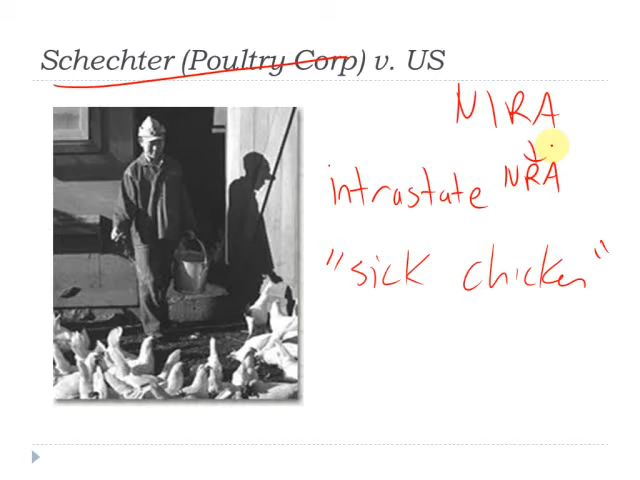 Schechter (Poultry Corp) v. US
NIRA
NRA
intrastate
"sick chicken"